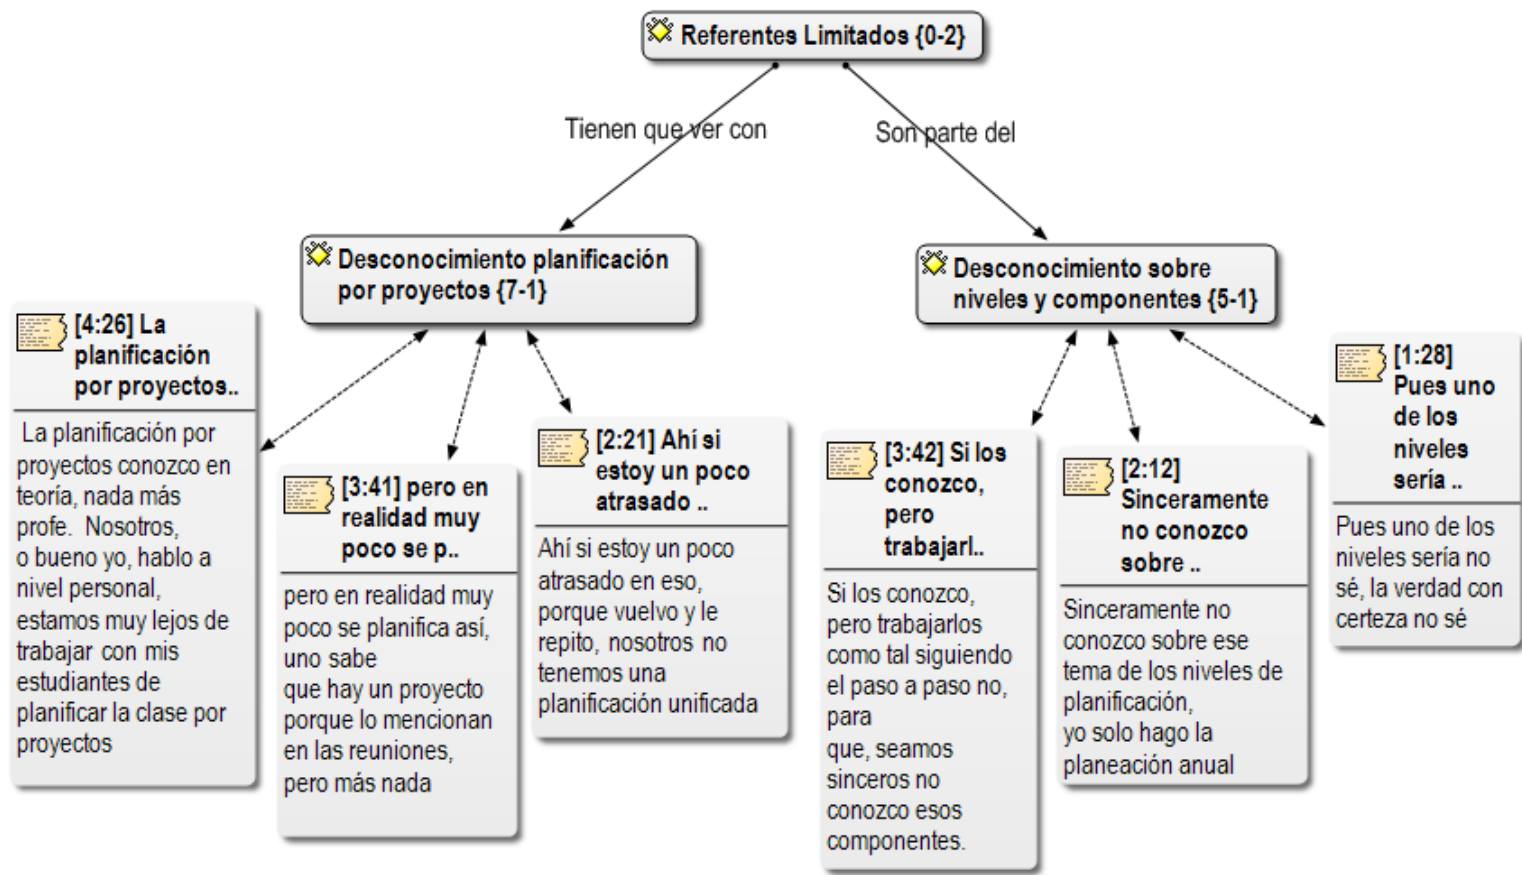 Referentes Limitados {0-2}
Tienen que ver con
Son parte del
Desconocimiento planificación
por proyectos {7-1}
Desconocimiento sobre
niveles y componentes {5-1}
[4:26] La
planificación
por proyectos..
La planificación por
proyectos conozco en
teoría, nada más
profe. Nosotros,
o bueno yo, hablo a
nivel personal,
estamos muy lejos de
trabajar con mis
estudiantes de
planificar la clase por
proyectos
[3:41] pero en
realidad muy
poco se p..
pero en realidad muy
poco se planifica así,
uno sabe
que hay un proyecto
porque lo mencionan
en las reuniones,
pero más nada
[2:21] Ahí si
estoy un poco
atrasado ..
Ahí si estoy un poco
atrasado en eso,
porque vuelvo y le
repito, nosotros no
tenemos una
planificación unificada
[3:42] Si los
conozco,
pero
trabajarl..
Si los conozco,
pero trabajarlos
como tal siguiendo
el paso a paso no,
para
que, seamos
sinceros no
conozco esos
componentes.
[2:12]
Sinceramente
no conozco
sobre ..
Sinceramente no
conozco sobre ese
tema de los niveles de
planificación,
yo solo hago la
planeación anual
[1:28]
Pues uno
de los
niveles
sería ..
Pues uno de los
niveles sería no
sé, la verdad con
certeza no sé